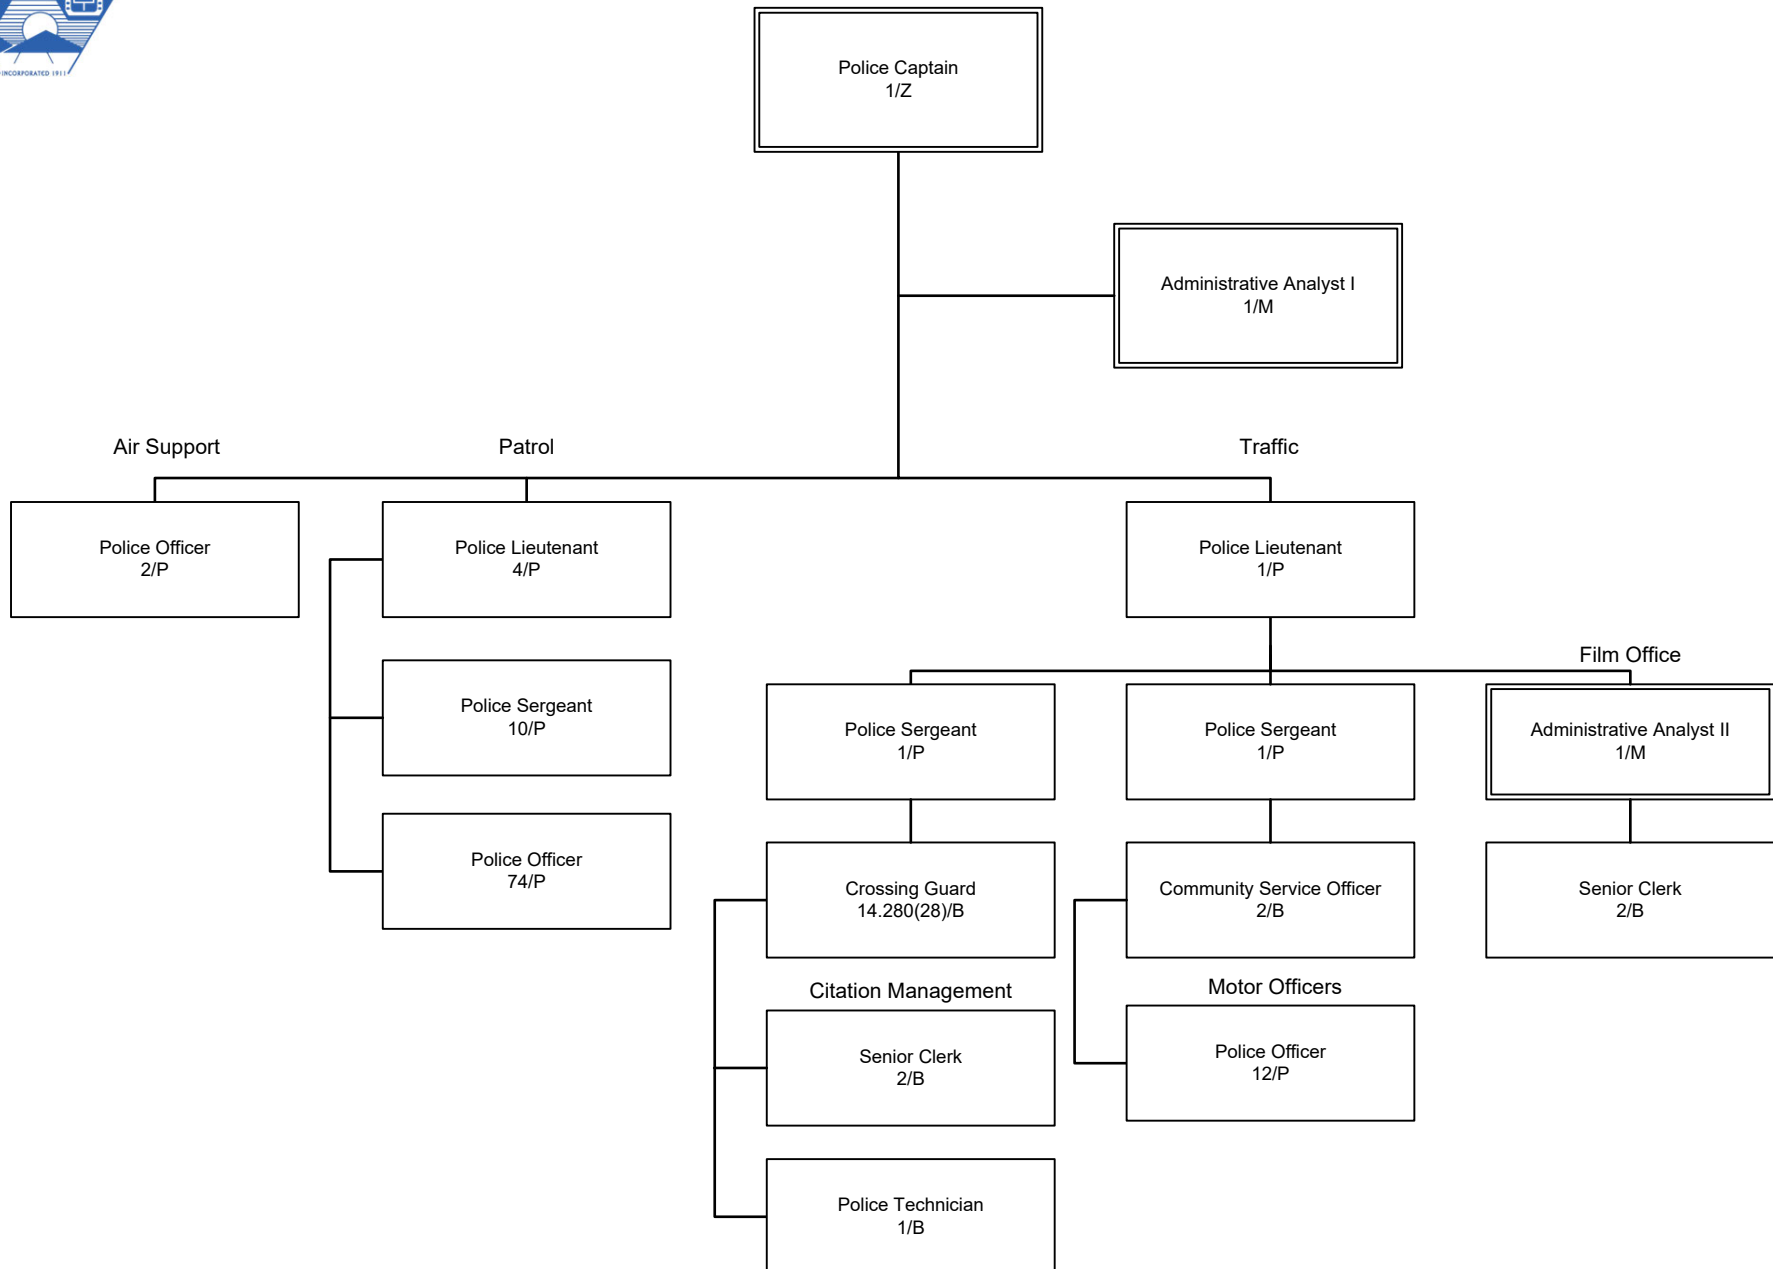 INCORPORATED 1911
Police Captain
1/Z
Administrative Analyst I
1/M
Air Support
Patrol
Traffic
Police Officer
2/P
Police Lieutenant
4/P
Police Lieutenant
1/P
Film Office
Police Sergeant
10/P
Police Sergeant
1/P
Police Sergeant
1/P
Administrative Analyst II
1/M
Police Officer
74/P
Crossing Guard
14.280(28)/B
Community Service Officer
2/B
Senior Clerk
2/B
Citation Management
Motor Officers
Senior Clerk
2/B
Police Officer
12/P
Police Technician
1/B